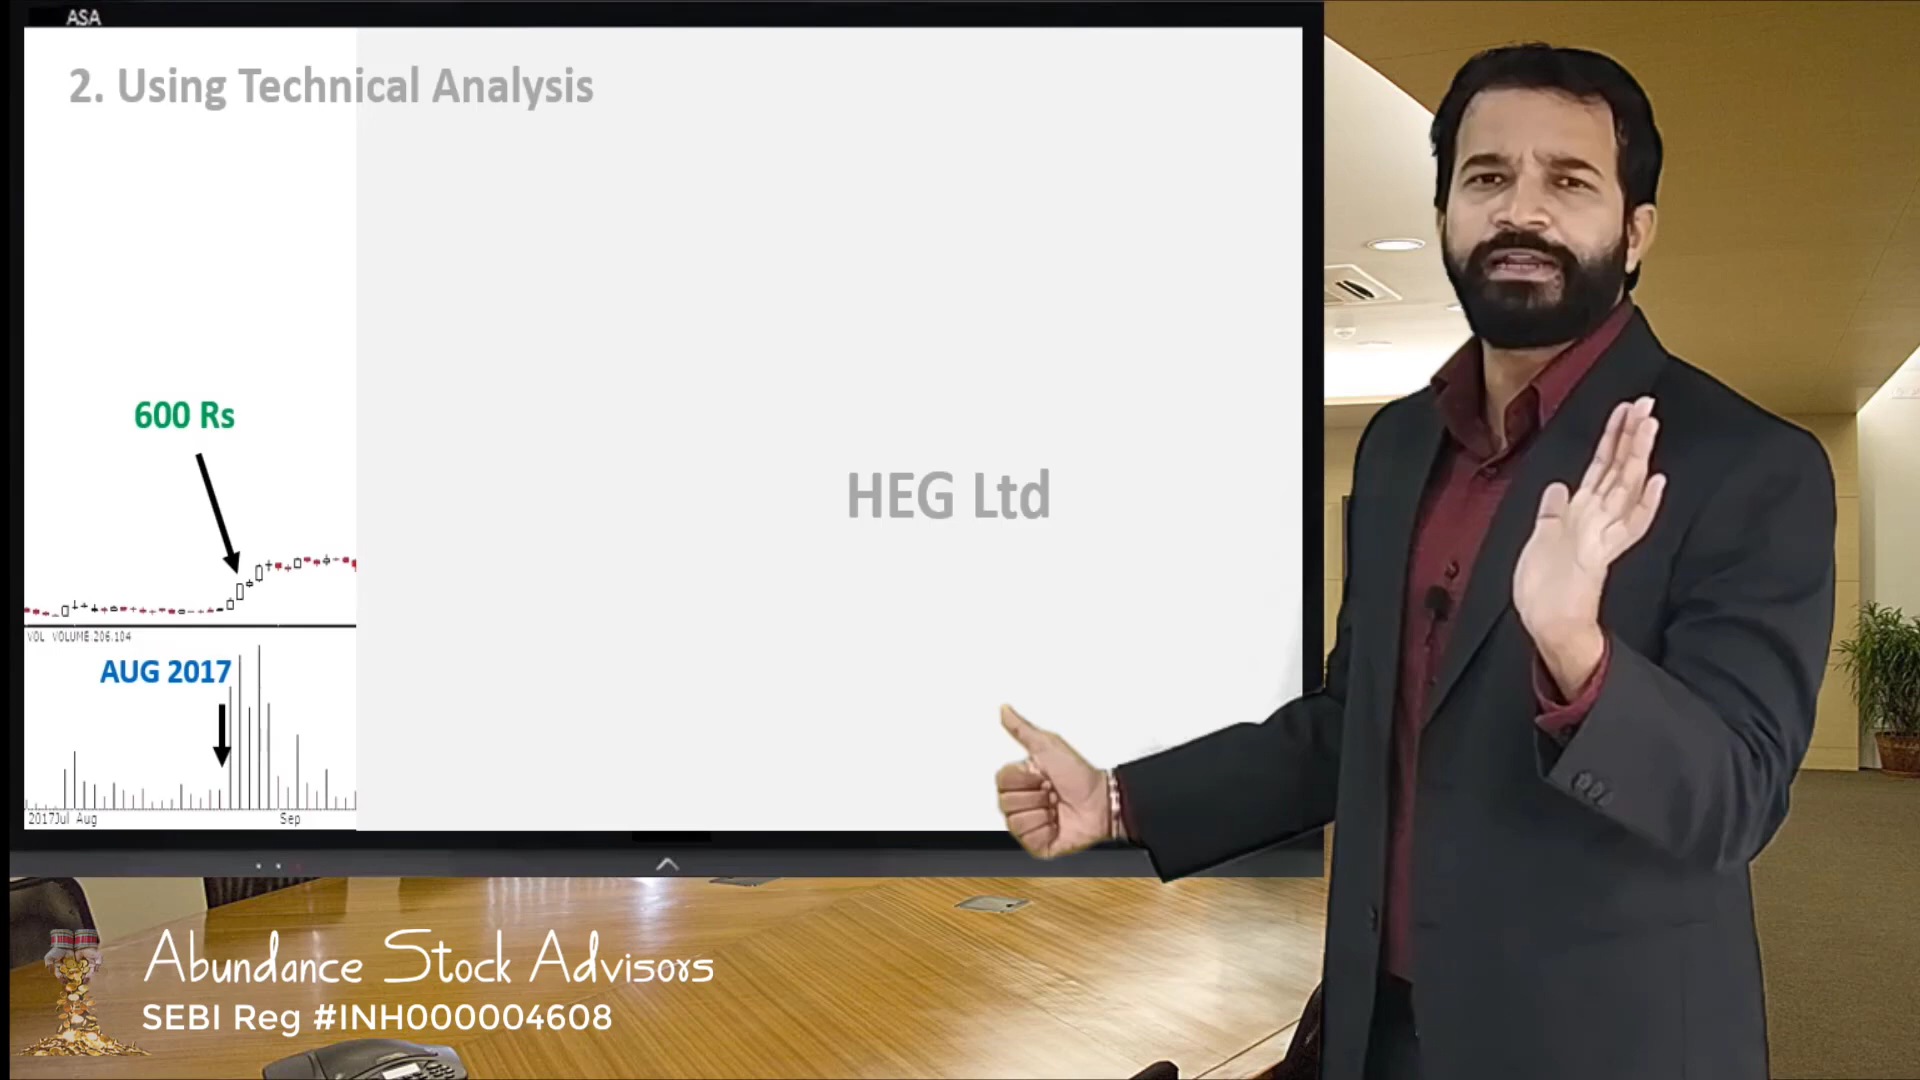 ASA
2. Using Technical Analysis
600 Rs
HEG Ltd
VOL VOLUME:206.104
AUG 2017
2017Jul Aug Sep
Abundance Stock Advisors
SEBI Reg #INH000004608